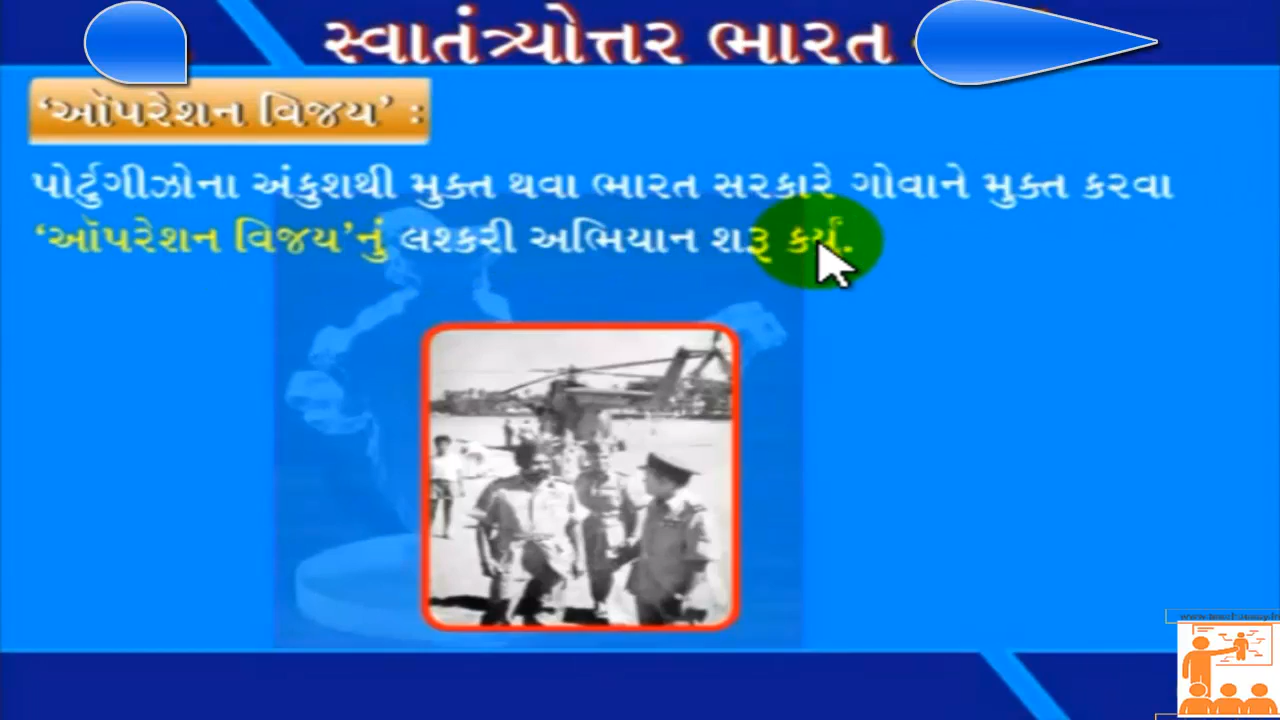 સ્વાતંત્ર્યોત્તર ભારત
‘ઑપરેશન વિજય’ :
પોર્ટુગીઝોના અંકુશથી મુક્ત થવા ભારત સરકારે ગોવાને મુક્ત કરવા
‘ઑપરેશન વિજય’નું લશ્કરી અભિયાન શરૂ કર્યું.